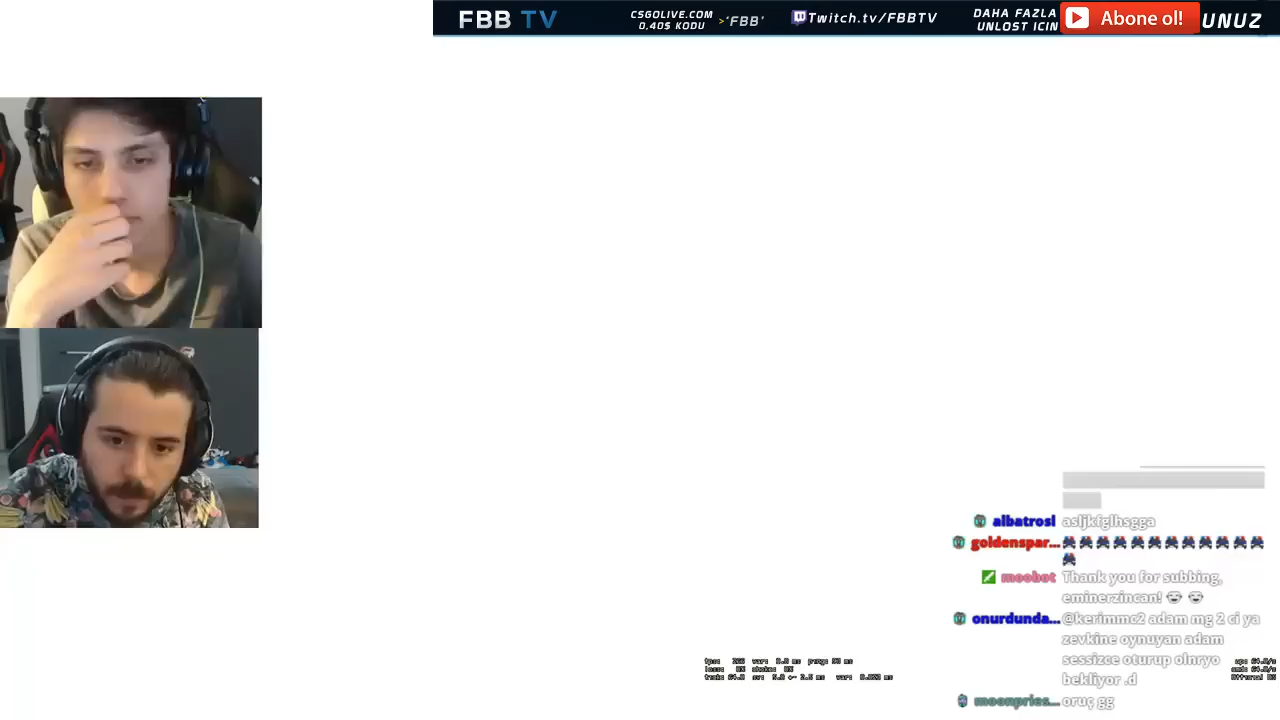 FBB TV
CSGOLIVE.COM
0,40$ KODU
>'FBB'
Twitch.tv/FBBTV
DAHA FAZLA
UNLOST ICIN
Abone ol!
UNUZ
albatrosl asljkfglhsgga
goldenspar...
moobot Thank you for subbing,
eminerzincan!
onurdunda... @kerimmc2 adam mg 2 ci ya
zevkine oynuyan adam
sessizce oturup olnryo
bekliyor .d
moonpries... oruç gg